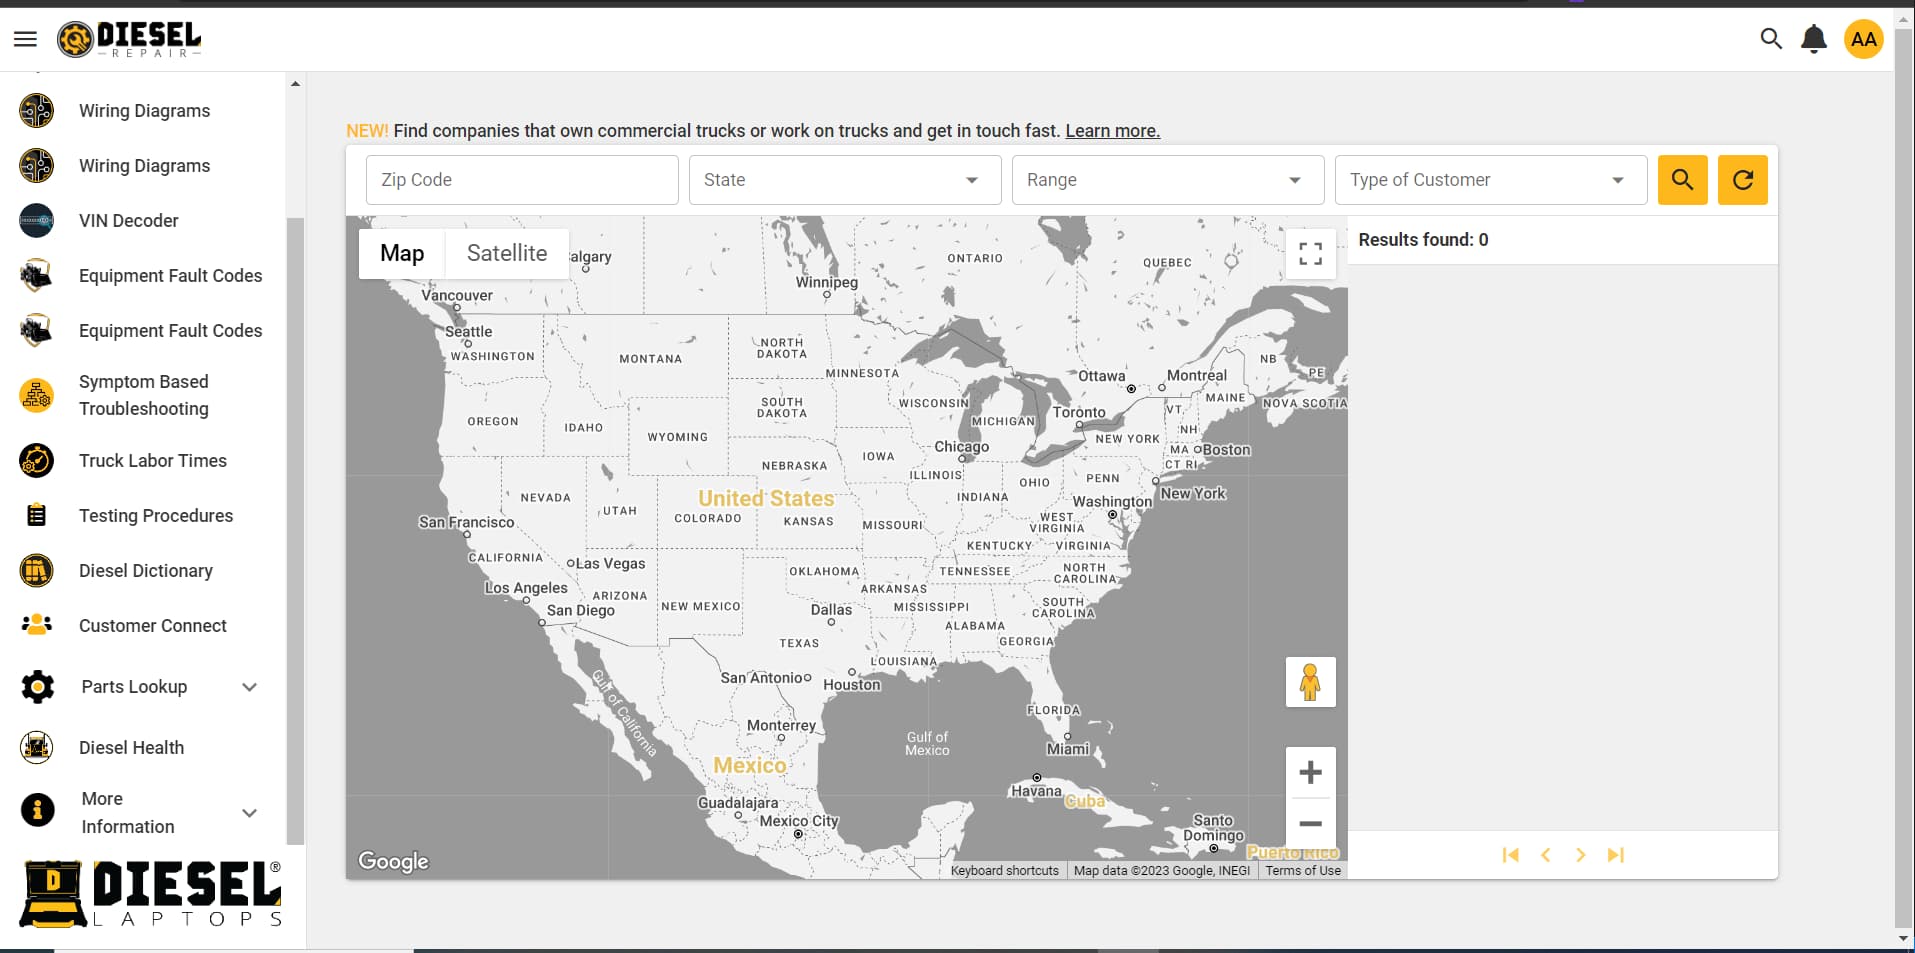 DIESEL
REPAIR
AA
Wiring Diagrams
Wiring Diagrams
VIN Decoder
Equipment Fault Codes
Equipment Fault Codes
Symptom Based
Troubleshooting
Truck Labor Times
Testing Procedures
Diesel Dictionary
Customer Connect
Parts Lookup
Diesel Health
More
Information
D
DIESEL®
LAPTOPS
NEW! Find companies that own commercial trucks or work on trucks and get in touch fast. Learn more.
Zip Code
State
Range
Type of Customer
Map
Satellite
Results found: 0
algary
ONTARIO
QUEBEC
Winnipeg
Vancouver
Seattle
WASHINGTON
MONTANA
NORTH
DAKOTA
MINNESOTA
NB
PE
Ottawa
Montreal
MAINE
NOVA SCOTIA
SOUTH
DAKOTA
WISCONSIN
MICHIGAN
Toronto
VT
NH
OREGON
IDAHO
WYOMING
NEW YORK
MA
Boston
CT RI
Chicago
IOWA
NEBRASKA
ILLINOIS
INDIANA
OHIO
PENN
New York
Washington
NEVADA
UTAH
United States
COLORADO
KANSAS
MISSOURI
WEST
VIRGINIA
San Francisco
KENTUCKY
VIRGINIA
CALIFORNIA
Las Vegas
OKLAHOMA
TENNESSEE
NORTH
CAROLINA
Los Angeles
ARIZONA
NEW MEXICO
ARKANSAS
San Diego
Dallas
MISSISSIPPI
SOUTH
CAROLINA
ALABAMA
TEXAS
GEORGIA
LOUISIANA
San Antonio
Houston
Gulf of California
FLORIDA
Monterrey
Gulf of
Mexico
Miami
Mexico
Havana
Cuba
Guadalajara
Mexico City
Santo
Domingo
Puerto Rico
Google
Keyboard shortcuts
Map data ©2023 Google, INEGI
Terms of Use